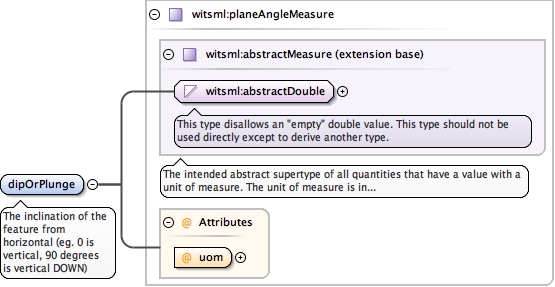 witsml:planeAngleMeasure
witsml:abstractMeasure (extension base)
witsml:abstractDouble
This type disallows an "empty" double value. This type should not be
used directly except to derive another type.
The intended abstract supertype of all quantities that have a value with a
unit of measure. The unit of measure is in...
dipOrPlunge
The inclination of the
feature from
horizontal (eg. 0 is
vertical, 90 degrees
is vertical DOWN)
@ Attributes
@ uom